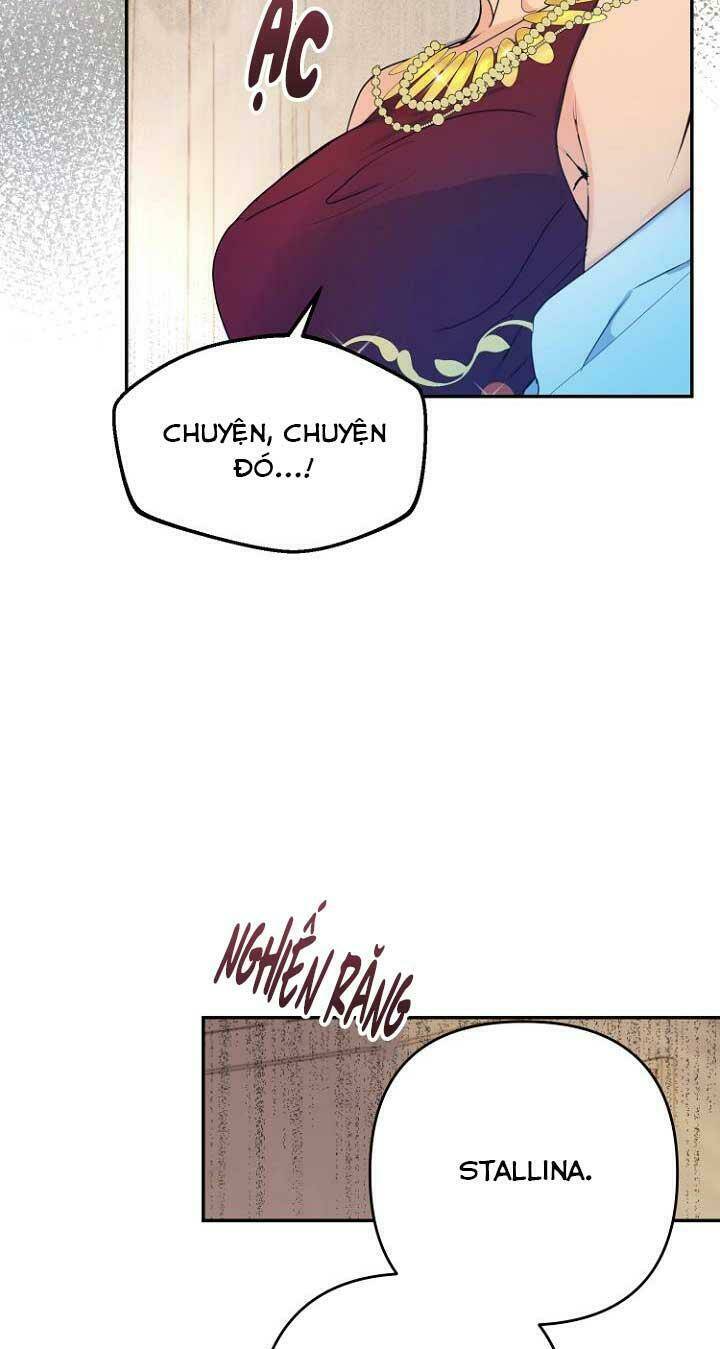 ẠC
CHUYỆN, CHUYỆN
ĐÓ...!
NGHIẾN RĂNG
STALLINA.